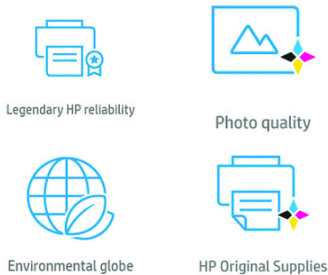 Legendary HP reliability
Photo quality
Environmental globe
HP Original Supplies